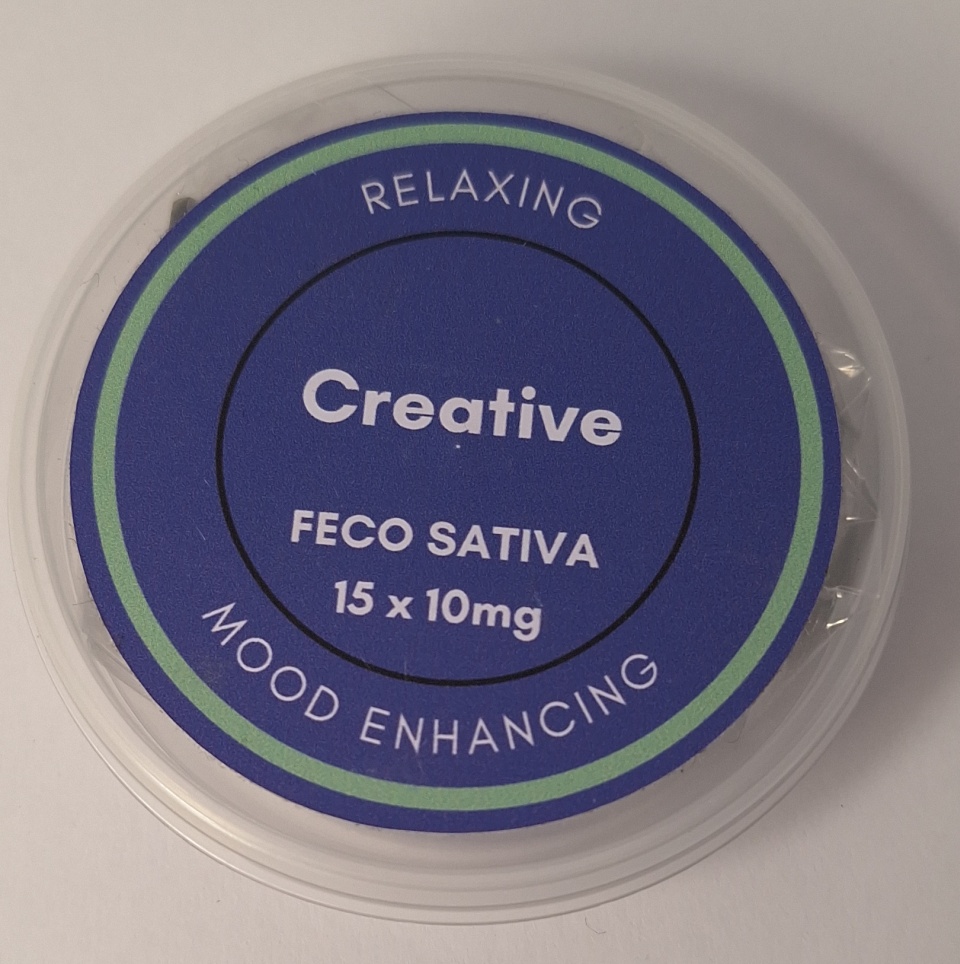 RELAXING
Creative
FECO SATIVA
15 x 10mg
MOOD ENHANCING